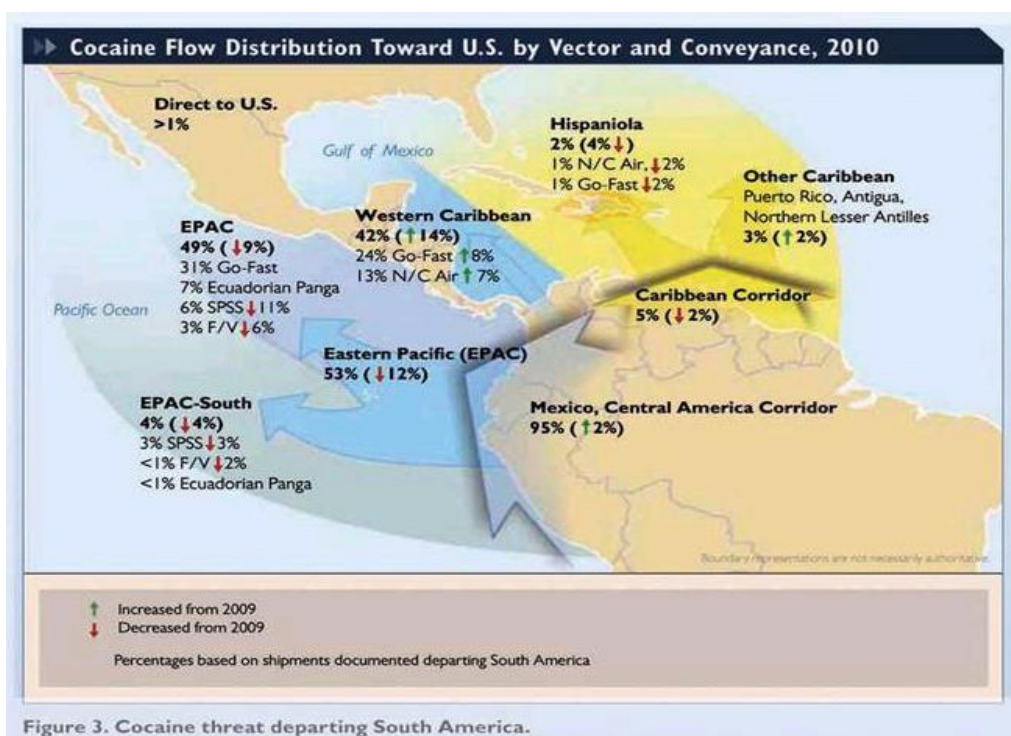 Cocaine Flow Distribution Toward U.S. by Vector and Conveyance, 2010
Direct to U.S.
>1%
Gulf of Mexico
Hispaniola
2% (4%↓)
1% N/C Air,↓2%
1% Go-Fast ↓2%
Other Caribbean
Puerto Rico, Antigua,
Northern Lesser Antilles
3% (↑2%)
Western Caribbean
42% (↑14%)
24% Go-Fast ↑8%
13% N/C Air ↑7%
EPAC
49% (↓9%)
31% Go-Fast
7% Ecuadorian Panga
6% SPSS↓11%
3% F/V↓6%
Pacific Ocean
Caribbean Corridor
5% (↓2%)
Eastern Pacific (EPAC)
53% (↓12%)
EPAC-South
4% (↓4%)
3% SPSS↓3%
<1% F/V↓2%
<1% Ecuadorian Panga
Mexico, Central America Corridor
95% (↑2%)
Boundary representations are not necessarily authoritative.
↑ Increased from 2009
↓ Decreased from 2009
Percentages based on shipments documented departing South America
Figure 3. Cocaine threat departing South America.